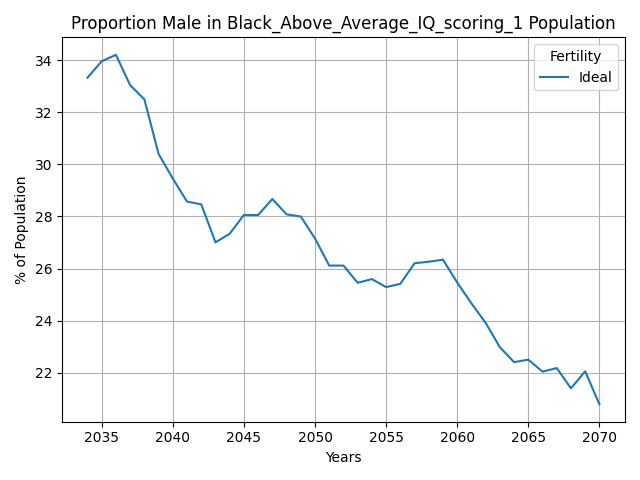 Proportion Male in Black_Above_Average_IQ_scoring_1 Population
Fertility
Ideal
34
32
30
28
26
24
22
% of Population
2035 2040 2045 2050 2055 2060 2065 2070
Years